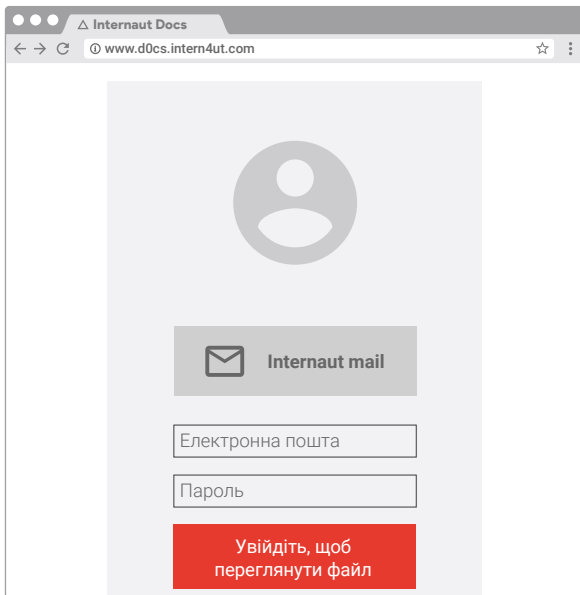 Internaut Docs
www.d0cs.intern4ut.com
Internaut mail
Електронна пошта
Пароль
Увійдіть, щоб
переглянути файл